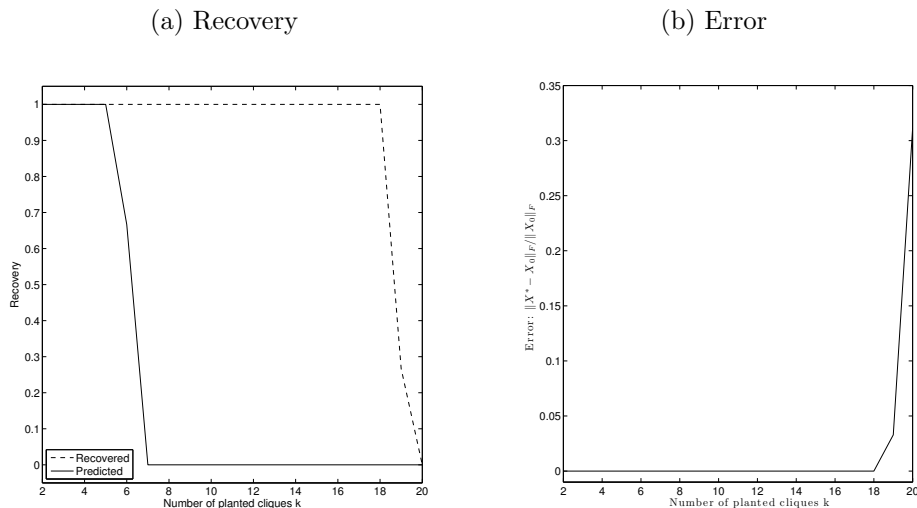 (a) Recovery
(b) Error
1
0.9
0.8
0.7
0.6
0.5
0.4
0.3
0.2
0.1
0
Recovery
Recovered
Predicted
2 4 6 8 10 12 14 16 18 20
Number of planted cliques k
0.35
0.3
0.25
0.2
0.15
0.1
0.05
0
Error: ‖X* − X₀‖F/‖X₀‖F
2 4 6 8 10 12 14 16 18 20
Number of planted cliques k